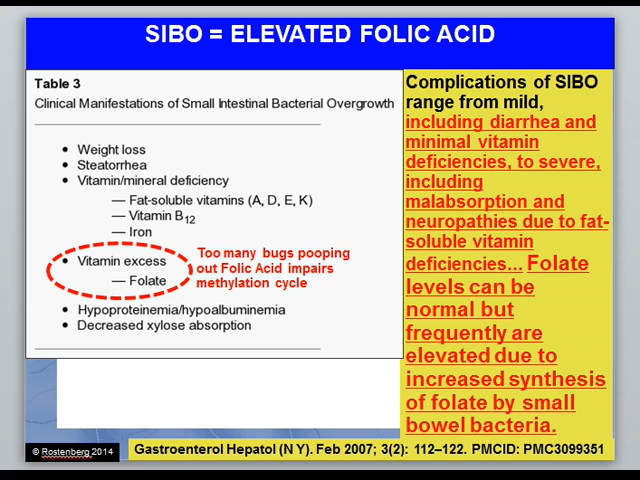 SIBO = ELEVATED FOLIC ACID
Table 3
Clinical Manifestations of Small Intestinal Bacterial Overgrowth
• Weight loss
• Steatorrhea
• Vitamin/mineral deficiency
— Fat-soluble vitamins (A, D, E, K)
— Vitamin B12
— Iron
• Vitamin excess
— Folate
Too many bugs pooping
out Folic Acid impairs
methylation cycle
• Hypoproteinemia/hypoalbuminemia
• Decreased xylose absorption
Complications of SIBO
range from mild,
including diarrhea and
minimal vitamin
deficiencies, to severe,
including
malabsorption and
neuropathies due to fat-
soluble vitamin
deficiencies... Folate
levels can be
normal but
frequently are
elevated due to
increased synthesis
of folate by small
bowel bacteria.
© Rostenberg 2014
Gastroenterol Hepatol (N Y). Feb 2007; 3(2): 112–122. PMCID: PMC3099351